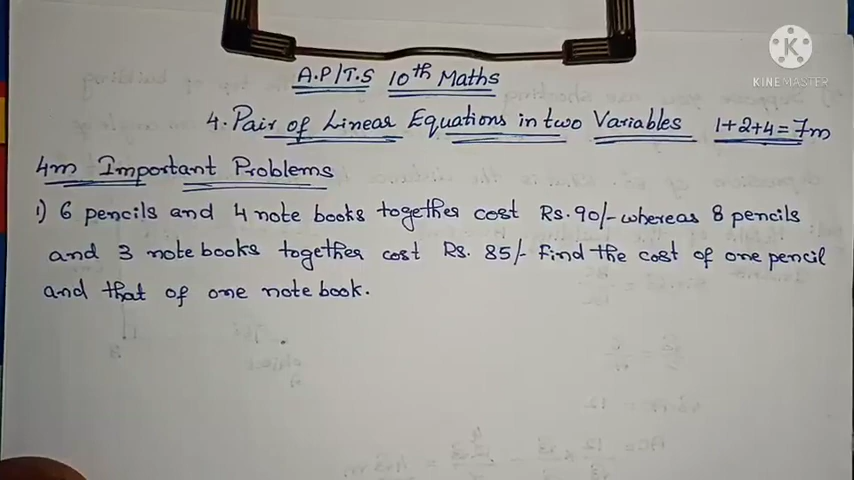 KINEMASTER
A.P/T.S 10th Maths
4. Pair of Linear Equations in two Variables 1+2+4=7m
4m Important Problems
1) 6 pencils and 4 note books together cost Rs.90/- whereas 8 pencils
and 3 note books together cost Rs. 85/- Find the cost of one pencil
and that of one note book.